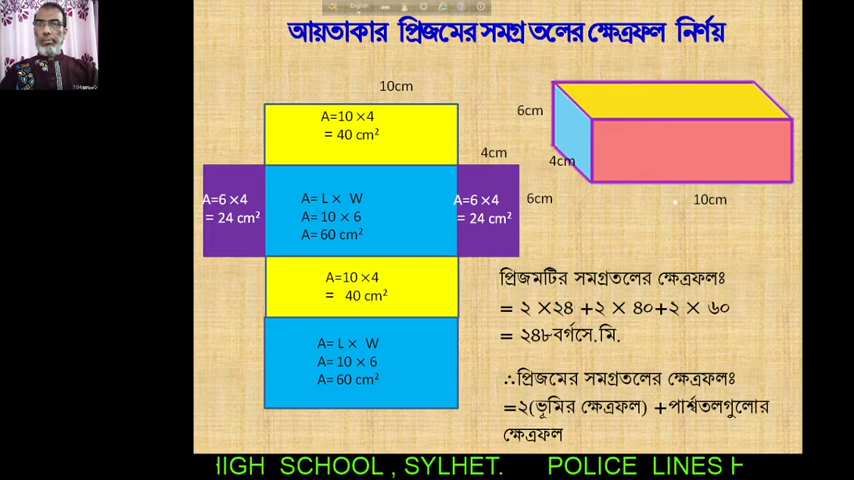 আয়তাকার প্রিজমের সমগ্র তলের ক্ষেত্রফল নির্ণয়
10cm
A=10 ×4
= 40 cm²
4cm
A=6 ×4
= 24 cm²
A= L × W
A= 10 × 6
A= 60 cm²
A=6 ×4
= 24 cm²
6cm
A=10 ×4
= 40 cm²
A= L × W
A= 10 × 6
A= 60 cm²
6cm
4cm
10cm
প্রিজমটির সমগ্রতলের ক্ষেত্রফলঃ
= ২ ×২৪ +২ × ৪০+২ × ৬০
= ২৪৮বর্গসে.মি.
∴প্রিজমের সমগ্রতলের ক্ষেত্রফলঃ
=২(ভূমির ক্ষেত্রফল) +পার্শ্বতলগুলোর
ক্ষেত্রফল
HIGH SCHOOL , SYLHET. POLICE LINES H